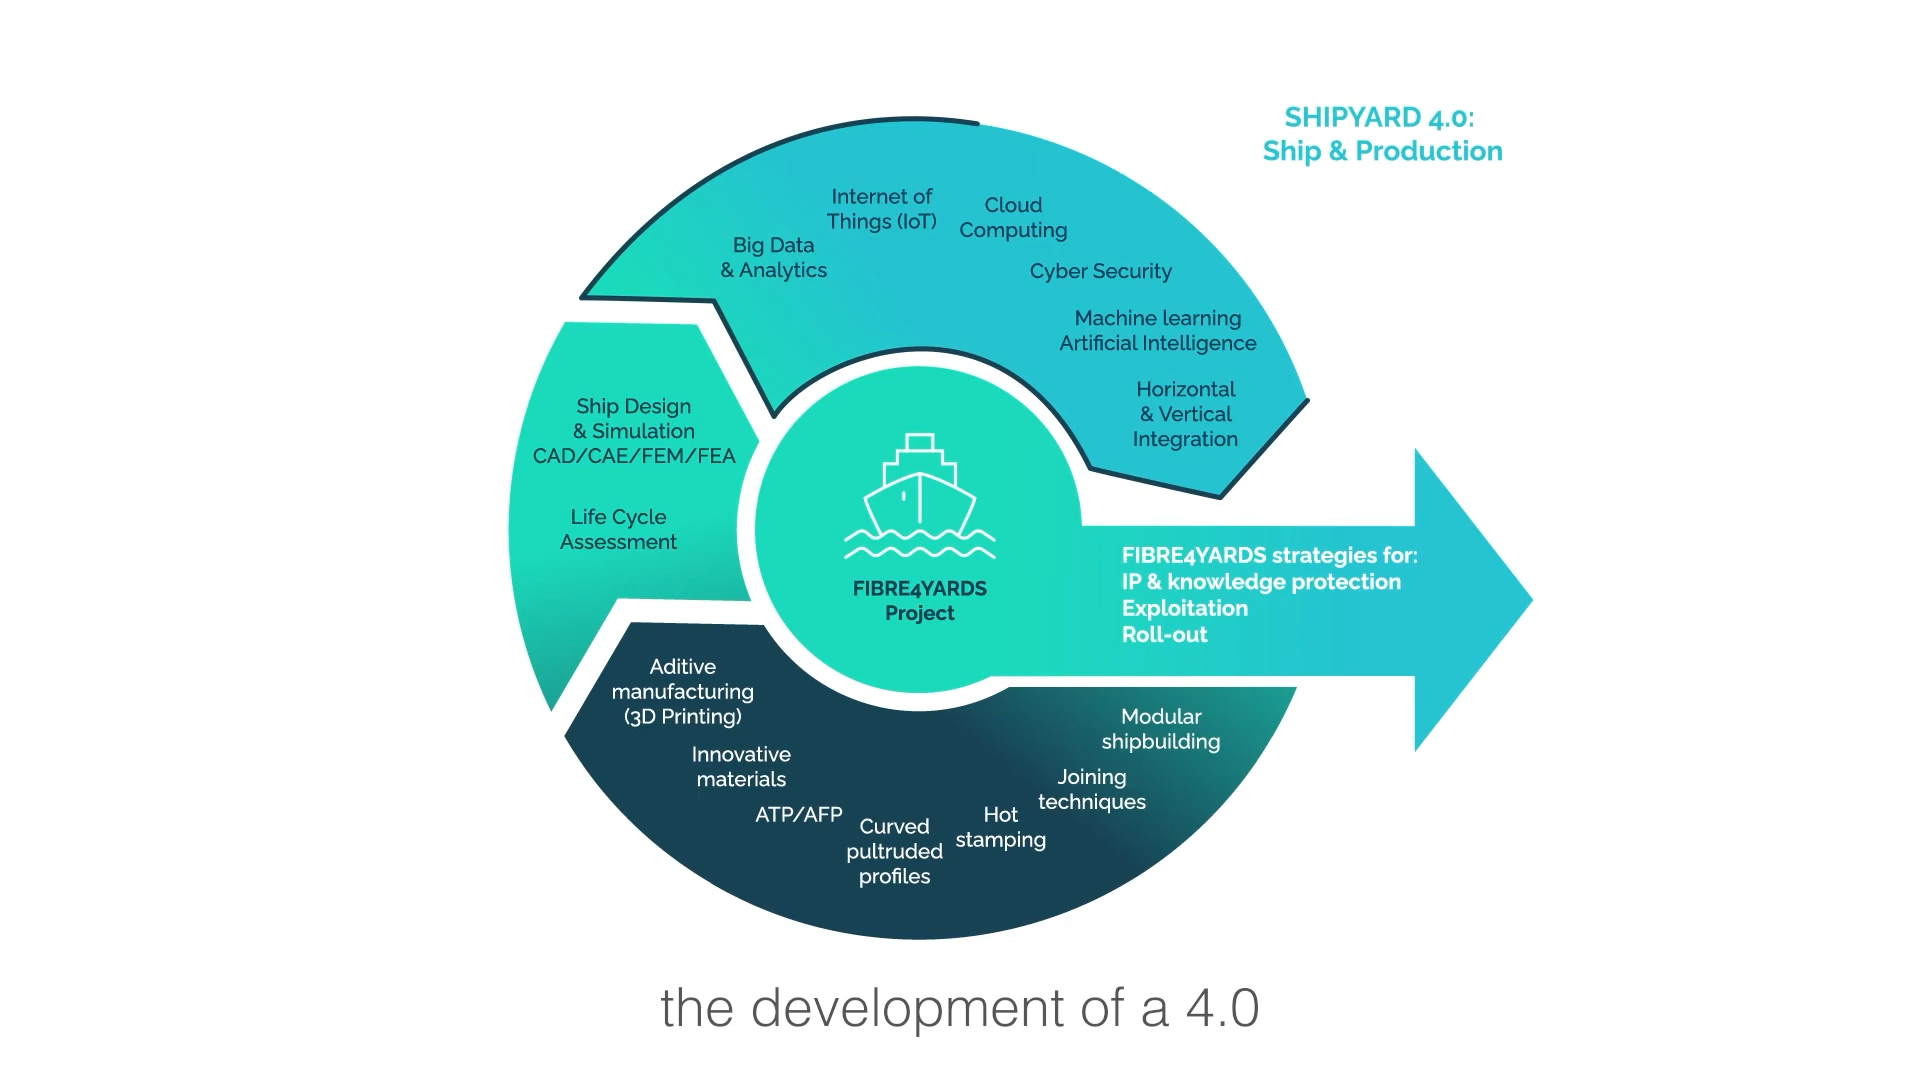 SHIPYARD 4.0:
Ship & Production
Internet of
Things (IoT)
Cloud
Computing
Big Data
& Analytics
Cyber Security
Machine learning
Artificial Intelligence
Horizontal
& Vertical
Integration
Ship Design
& Simulation
CAD/CAE/FEM/FEA
Life Cycle
Assessment
FIBRE4YARDS
Project
FIBRE4YARDS strategies for:
IP & knowledge protection
Exploitation
Roll-out
Aditive
manufacturing
(3D Printing)
Innovative
materials
ATP/AFP
Curved
pultruded
profiles
Hot
stamping
Joining
techniques
Modular
shipbuilding
the development of a 4.0